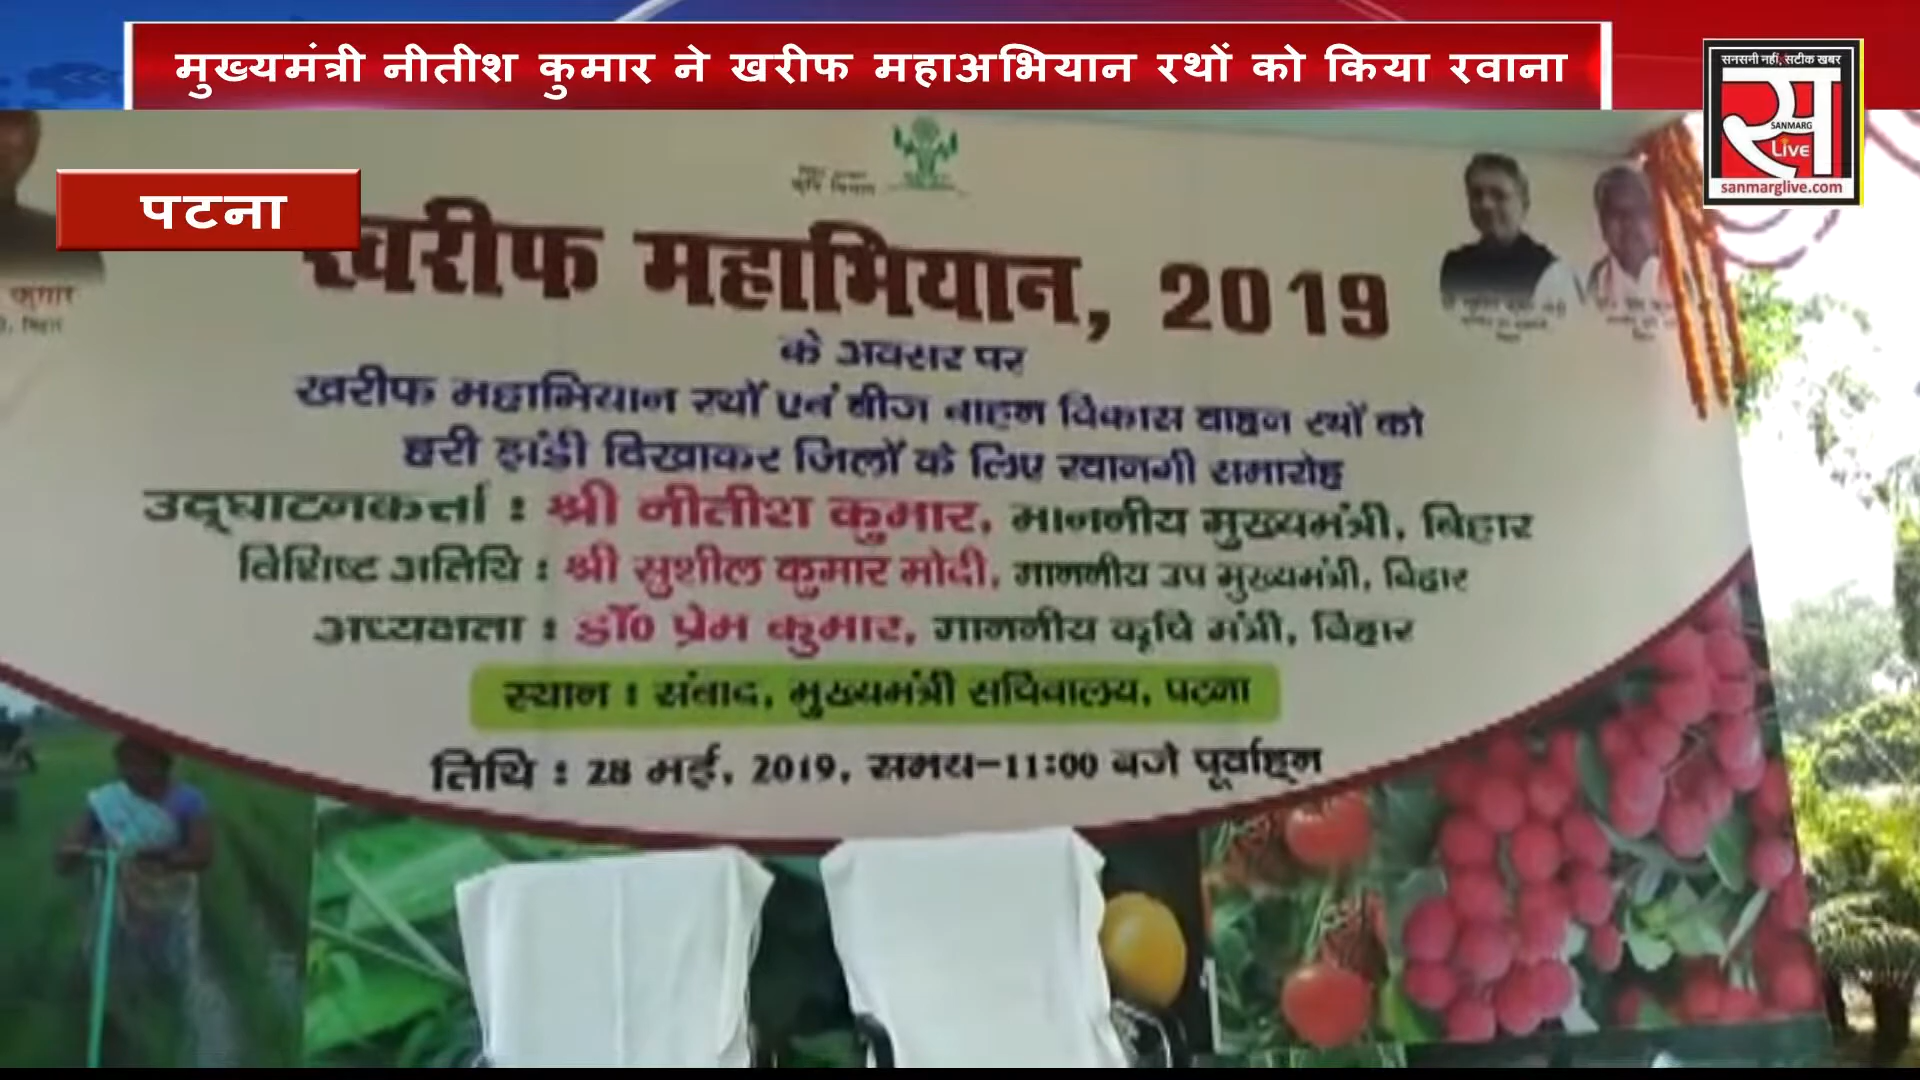 मुख्यमंत्री नीतीश कुमार ने खरीफ महाअभियान रथों को किया रवाना
सनसनी नहीं, सटीक खबर
स
SANMARG
Live
sanmarglive.com
पटना
कृषि विभाग
खरीफ महाभियान, 2019
कुमार
बिहार
के अवसर पर
खरीफ महाभियान रथों एवं बीज वाहन विकास वाहन रथों को
हरी झंडी दिखाकर जिलों के लिए रवानगी समारोह
उद्घाटनकर्त्ता : श्री नीतीश कुमार, माननीय मुख्यमंत्री, बिहार
विशिष्ट अतिथि : श्री सुशील कुमार मोदी, माननीय उप मुख्यमंत्री, बिहार
अध्यक्षता : डॉ0 प्रेम कुमार, माननीय कृषि मंत्री, बिहार
स्थान : संवाद, मुख्यमंत्री सचिवालय, पटना
तिथि : 28 मई, 2019, समय-11:00 बजे पूर्वाह्न